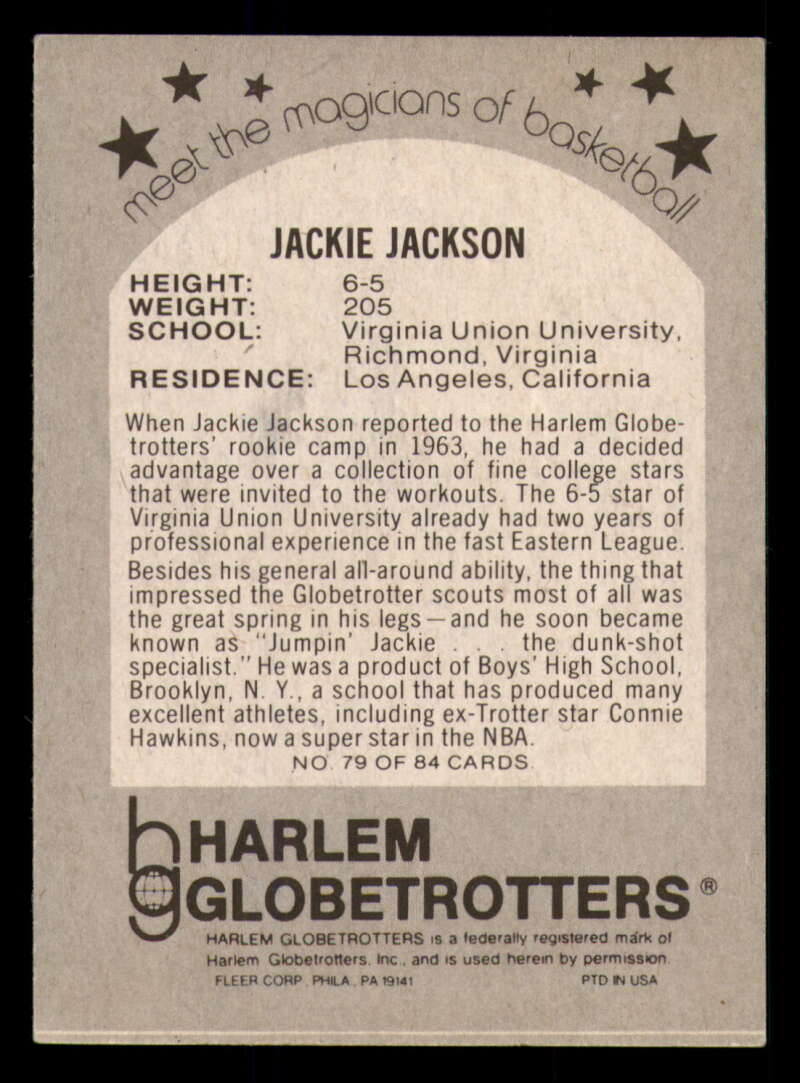 meet the magicians of basketball
JACKIE JACKSON
HEIGHT: 6-5
WEIGHT: 205
SCHOOL: Virginia Union University,
Richmond, Virginia
RESIDENCE: Los Angeles, California
When Jackie Jackson reported to the Harlem Globe-
trotters' rookie camp in 1963, he had a decided
advantage over a collection of fine college stars
that were invited to the workouts. The 6-5 star of
Virginia Union University already had two years of
professional experience in the fast Eastern League.
Besides his general all-around ability, the thing that
impressed the Globetrotter scouts most of all was
the great spring in his legs—and he soon became
known as "Jumpin' Jackie . . . the dunk-shot
specialist." He was a product of Boys' High School,
Brooklyn, N. Y., a school that has produced many
excellent athletes, including ex-Trotter star Connie
Hawkins, now a super star in the NBA.
NO. 79 OF 84 CARDS
hg HARLEM
GLOBETROTTERS®
HARLEM GLOBETROTTERS is a federally registered mark of
Harlem Globetrotters, Inc., and is used herein by permission.
FLEER CORP., PHILA., PA 19141 PTD IN USA